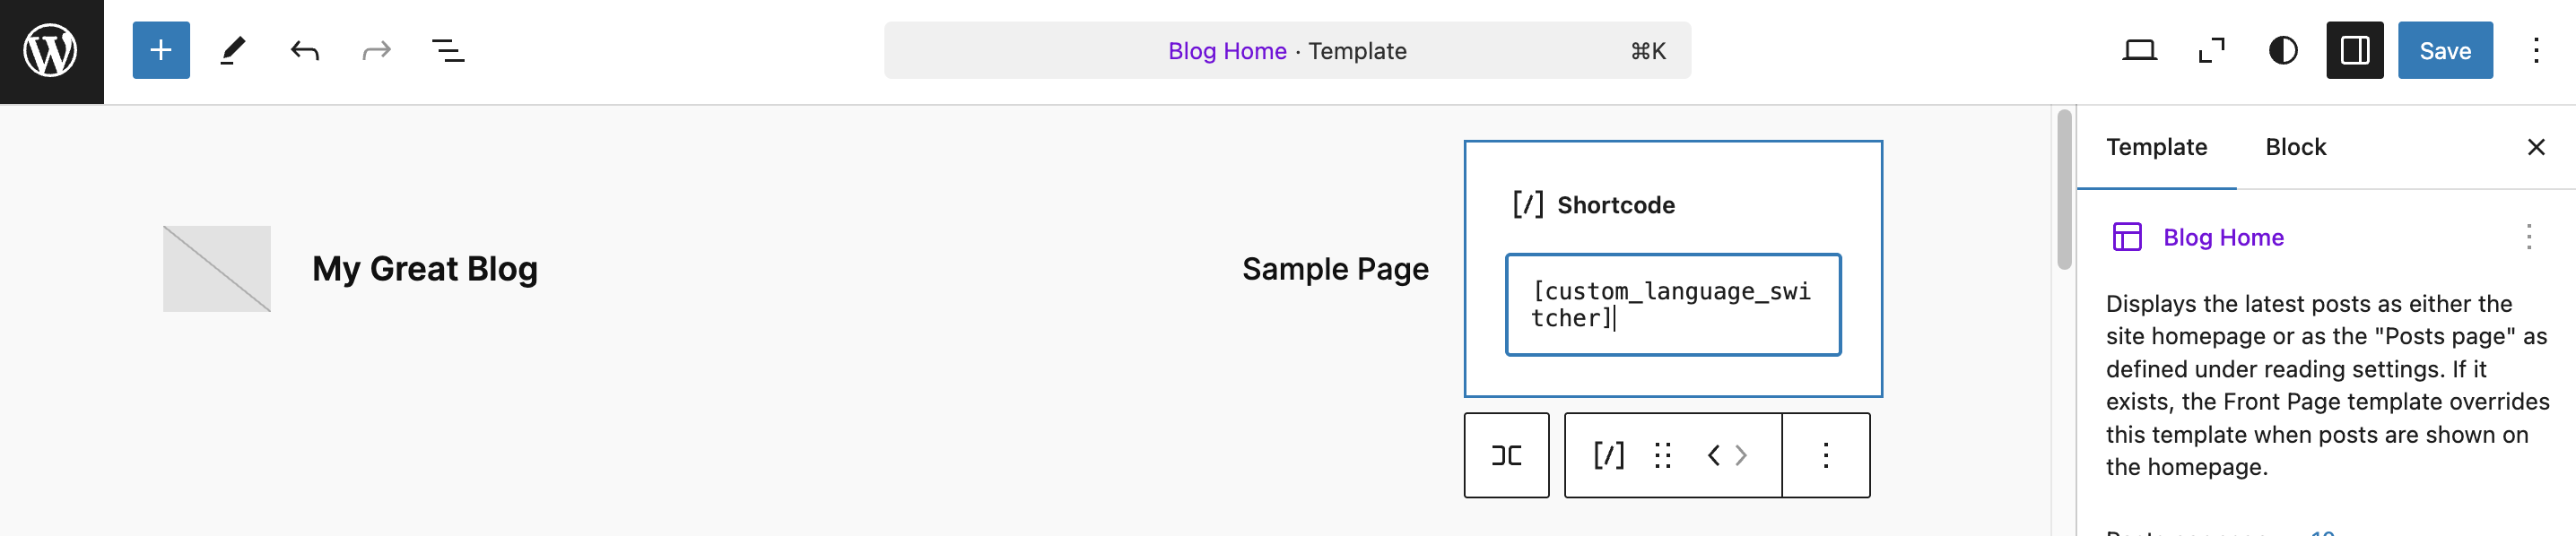 Blog Home · Template
⌘K
Save
My Great Blog
Sample Page
[/] Shortcode
[custom_language_swi
tcher]
[/]
Template
Block
Blog Home
Displays the latest posts as either the
site homepage or as the "Posts page" as
defined under reading settings. If it
exists, the Front Page template overrides
this template when posts are shown on
the homepage.